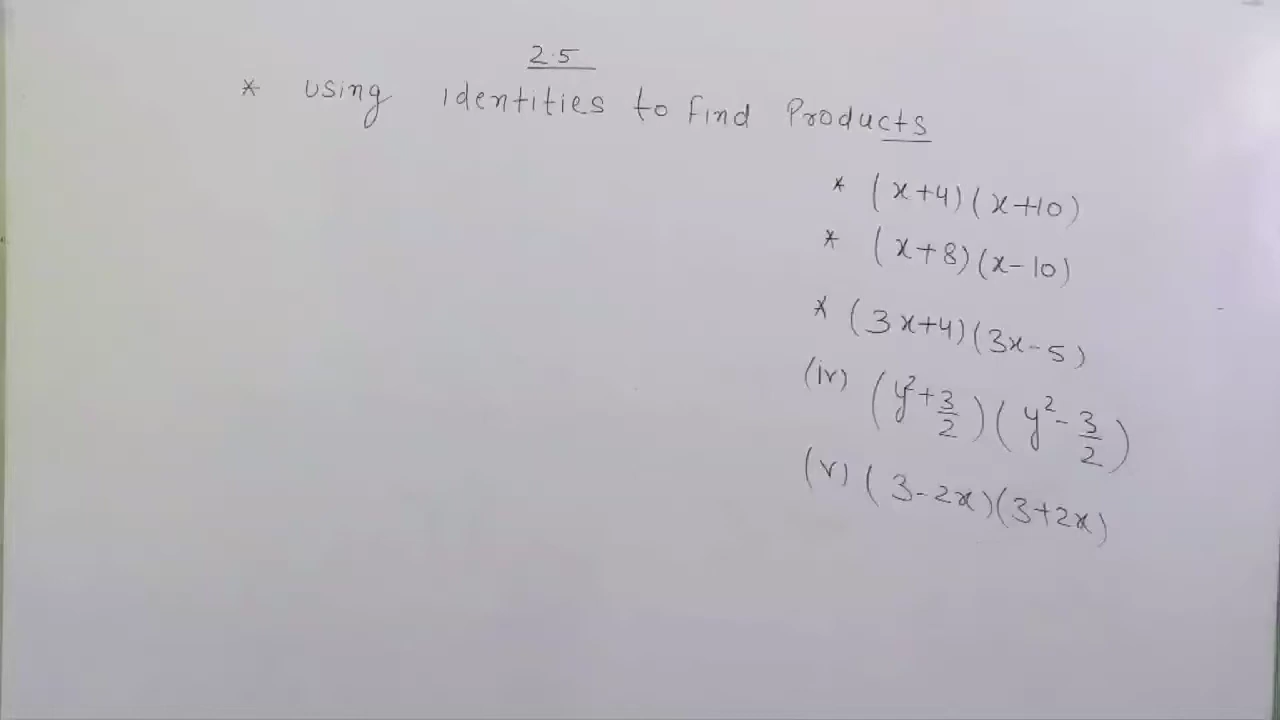 2.5
* using identities to find Products
* (x+4)(x+10)
* (x+8)(x-10)
* (3x+4)(3x-5)
(iv) (y²+3/2)(y²-3/2)
(v) (3-2x)(3+2x)